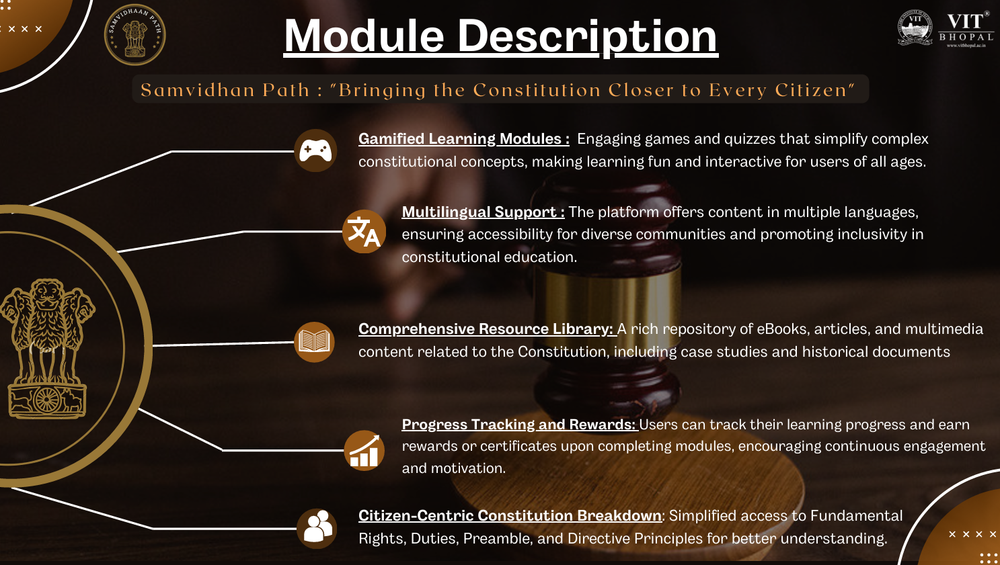 SAMVIDHAAN PATH
Module Description
VIT®
BHOPAL
www.vitbhopal.ac.in
VIT
Samvidhan Path : "Bringing the Constitution Closer to Every Citizen"
Gamified Learning Modules : Engaging games and quizzes that simplify complex
constitutional concepts, making learning fun and interactive for users of all ages.
Multilingual Support : The platform offers content in multiple languages,
ensuring accessibility for diverse communities and promoting inclusivity in
constitutional education.
文A
Comprehensive Resource Library: A rich repository of eBooks, articles, and multimedia
content related to the Constitution, including case studies and historical documents
Progress Tracking and Rewards: Users can track their learning progress and earn
rewards or certificates upon completing modules, encouraging continuous engagement
and motivation.
Citizen-Centric Constitution Breakdown: Simplified access to Fundamental
Rights, Duties, Preamble, and Directive Principles for better understanding.